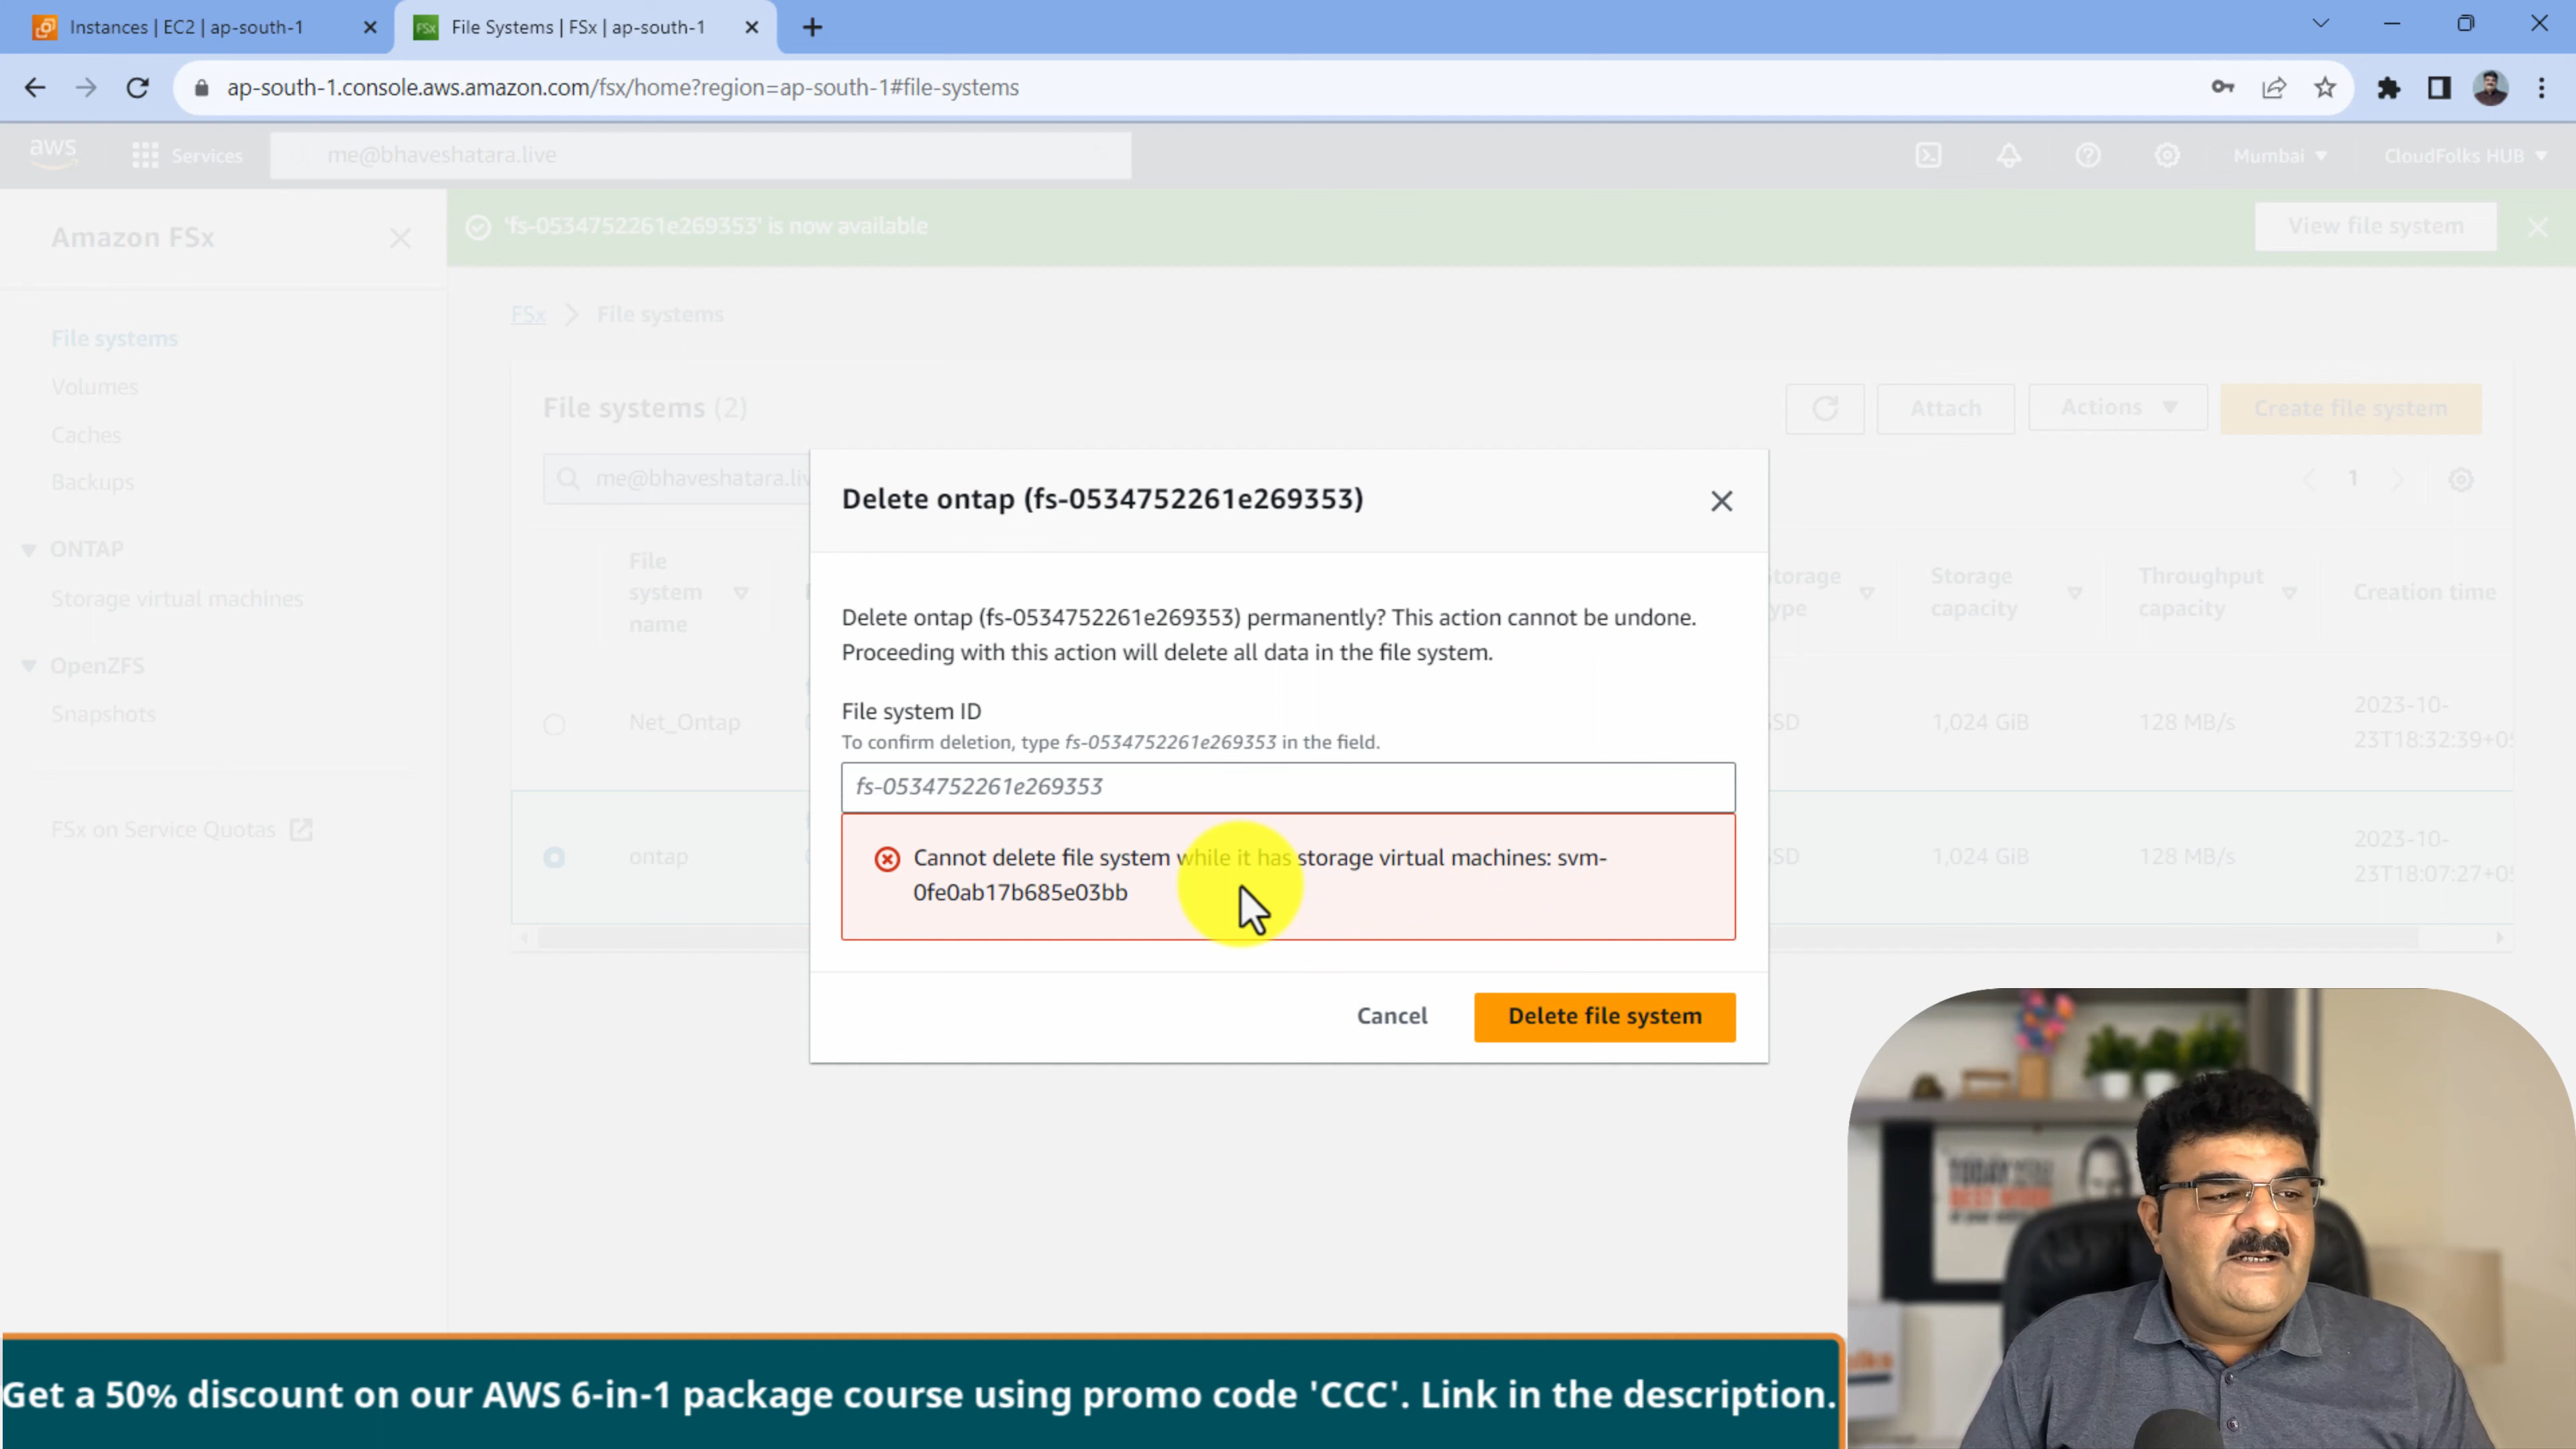 Instances | EC2 | ap-south-1
FSx
File Systems | FSx | ap-south-1
ap-south-1.console.aws.amazon.com/fsx/home?region=ap-south-1#file-systems
aws
Services
me@bhaveshatara.live
Mumbai
CloudFolks HUB
Amazon FSx
'fs-0534752261e269353' is now available
View file system
FSx
File systems
File systems
Volumes
Caches
Backups
ONTAP
Storage virtual machines
OpenZFS
Snapshots
FSx on Service Quotas
File systems (2)
Attach
Actions
Create file system
me@bhaveshatara.liv
1
File
system
name
Storage
capacity
Throughput
capacity
Creation time
Net_Ontap
SSD
1,024 GiB
128 MB/s
2023-10-
23T18:32:39+05
ontap
SD
1,024 GiB
128 MB/s
2023-10-
23T18:07:27+05
Delete ontap (fs-0534752261e269353)
Delete ontap (fs-0534752261e269353) permanently? This action cannot be undone.
Proceeding with this action will delete all data in the file system.
File system ID
To confirm deletion, type fs-0534752261e269353 in the field.
fs-0534752261e269353
Cannot delete file system while it has storage virtual machines: svm-
0fe0ab17b685e03bb
Cancel
Delete file system
Get a 50% discount on our AWS 6-in-1 package course using promo code 'CCC'. Link in the description.